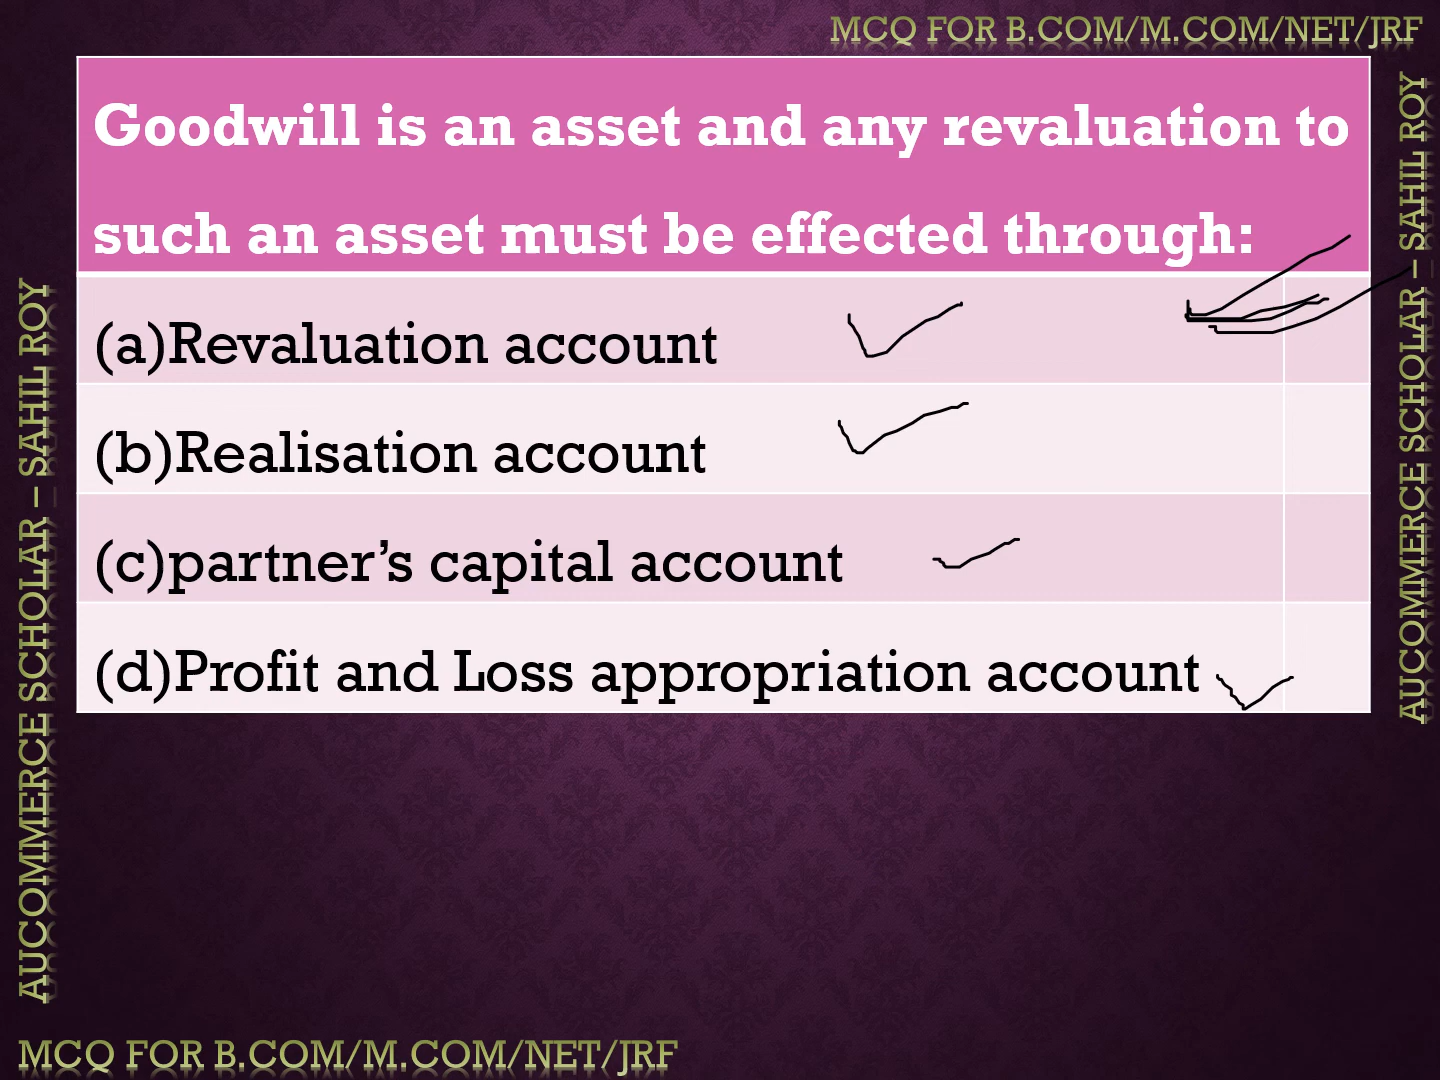 MCQ FOR B.COM/M.COM/NET/JRF
Goodwill is an asset and any revaluation to
such an asset must be effected through:
(a)Revaluation account
(b)Realisation account
(c)partner’s capital account
(d)Profit and Loss appropriation account
AUCOMMERCE SCHOLAR – SAHIL ROY
AUCOMMERCE SCHOLAR – SAHIL ROY
MCQ FOR B.COM/M.COM/NET/JRF